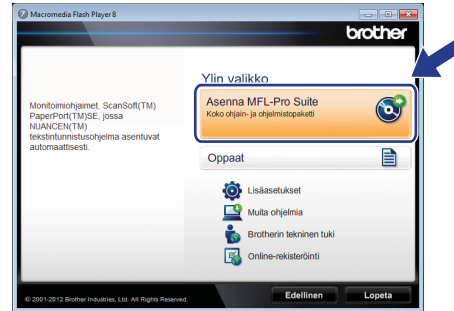 Macromedia Flash Player 8
brother
Ylin valikko
Monitoimiohjaimet, ScanSoft(TM)
PaperPort(TM)SE, jossa
NUANCEN(TM)
tekstintunnistusohjelma asentuvat
automaattisesti.
Asenna MFL-Pro Suite
Koko ohjain- ja ohjelmistopaketti
Oppaat
Lisäasetukset
Muita ohjelmia
Brotherin tekninen tuki
Online-rekisteröinti
© 2001-2012 Brother Industries, Ltd. All Rights Reserved.
Edellinen
Lopeta